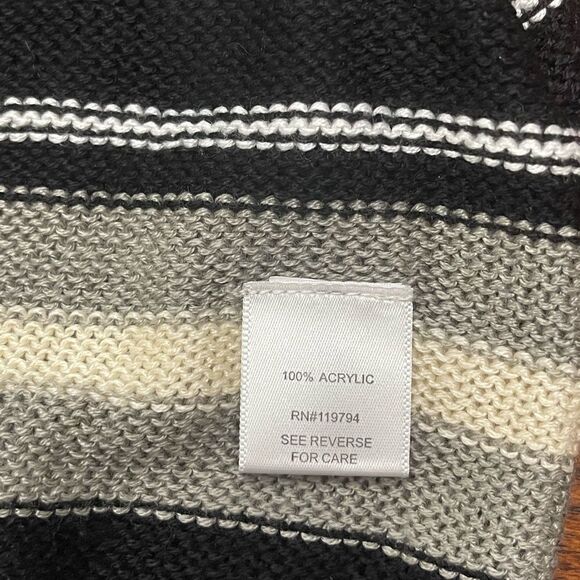 100% ACRYLIC
RN#119794
SEE REVERSE
FOR CARE